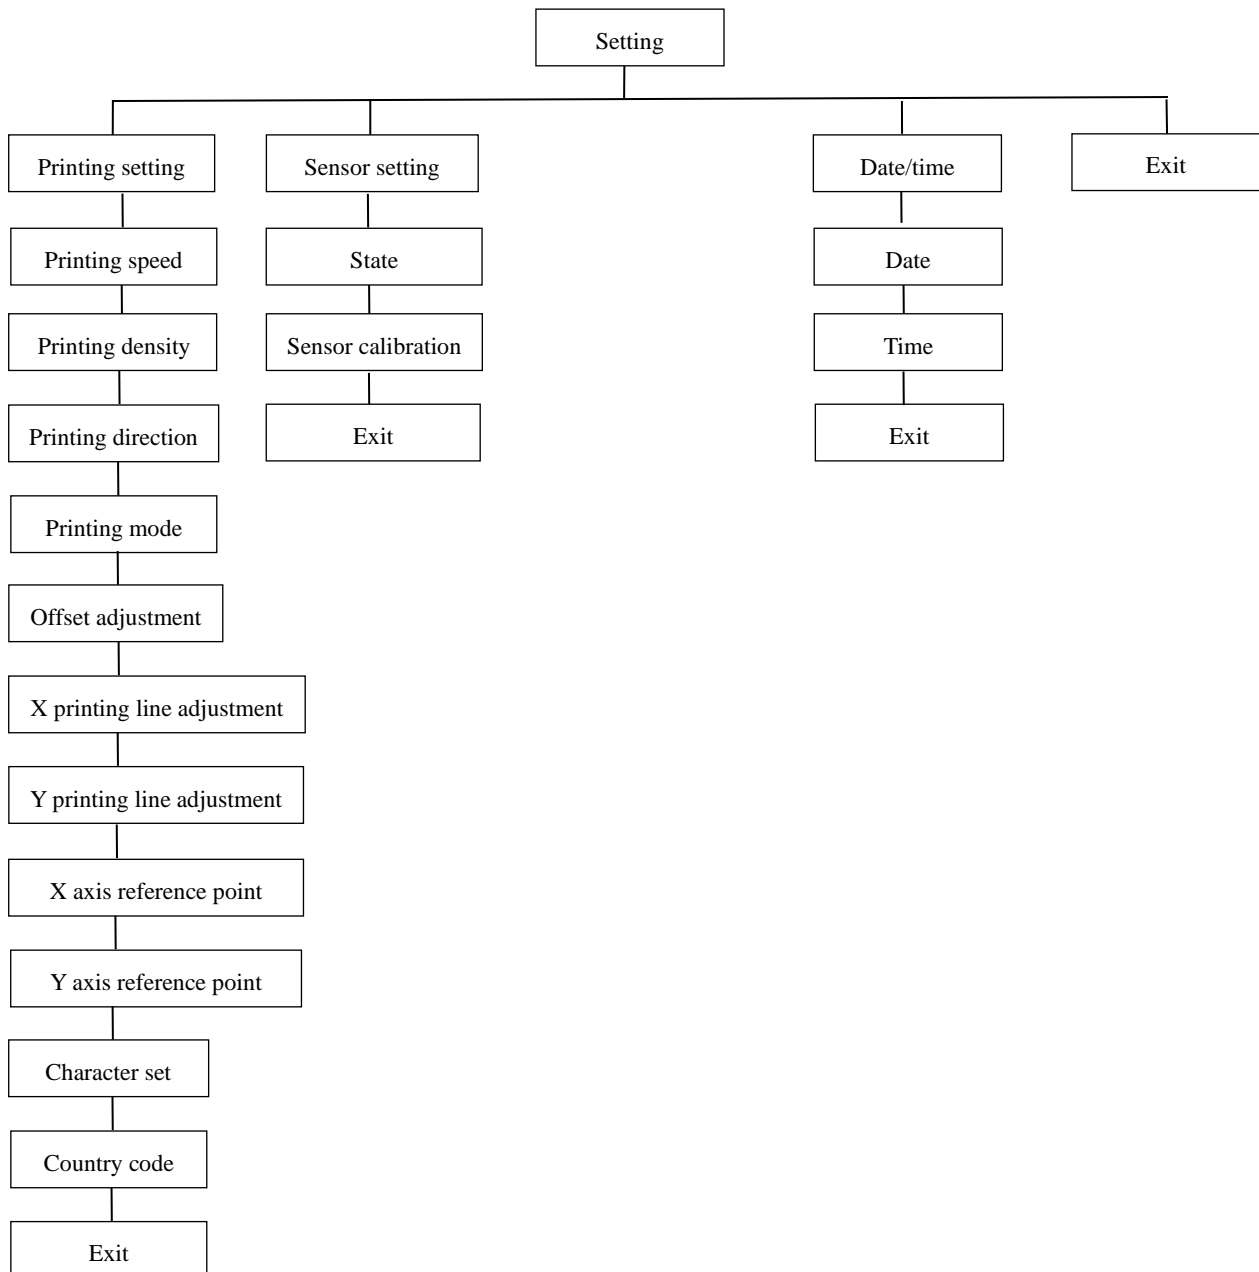 Setting
Printing setting
Sensor setting
Date/time
Exit
Printing speed
State
Date
Printing density
Sensor calibration
Time
Printing direction
Exit
Exit
Printing mode
Offset adjustment
X printing line adjustment
Y printing line adjustment
X axis reference point
Y axis reference point
Character set
Country code
Exit